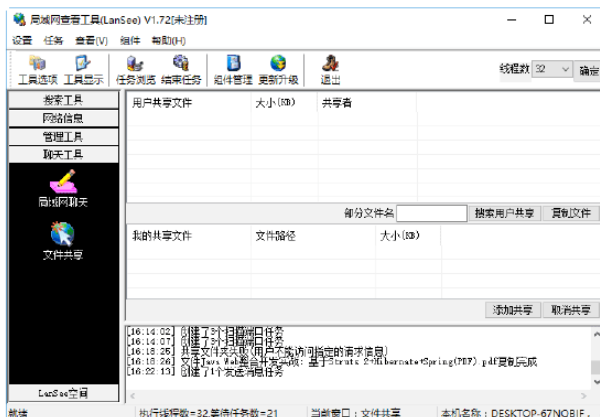 局域网查看工具(LanSee) V1.72[未注册]
设置 任务 查看(V) 组件 帮助(H)
工具选项 工具显示 任务浏览 结束任务 组件管理 更新升级 退出 线程数 32 确定
搜索工具
网络信息
管理工具
聊天工具
局域网聊天
文件共享
LanSee空间
用户共享文件 大小(KB) 共享者
部分文件名 搜索用户共享 复制文件
我的共享文件 文件路径 大小(KB)
添加共享 取消共享
[16:14:02] 创建了3个扫描端口任务
[16:14:07] 创建了3个扫描端口任务
[16:18:25] 共享文件夹失败(用户不能访问指定的请求信息)
[16:18:26] 文件Java Web整合开发实战: 基于Struts 2+Hibernate+Spring(PDF).pdf复制完成
[16:22:13] 创建了1个发送消息任务
就绪 执行线程数=32,等待任务数=21 当前窗口：文件共享 本机名称：DESKTOP-67NOBIF，